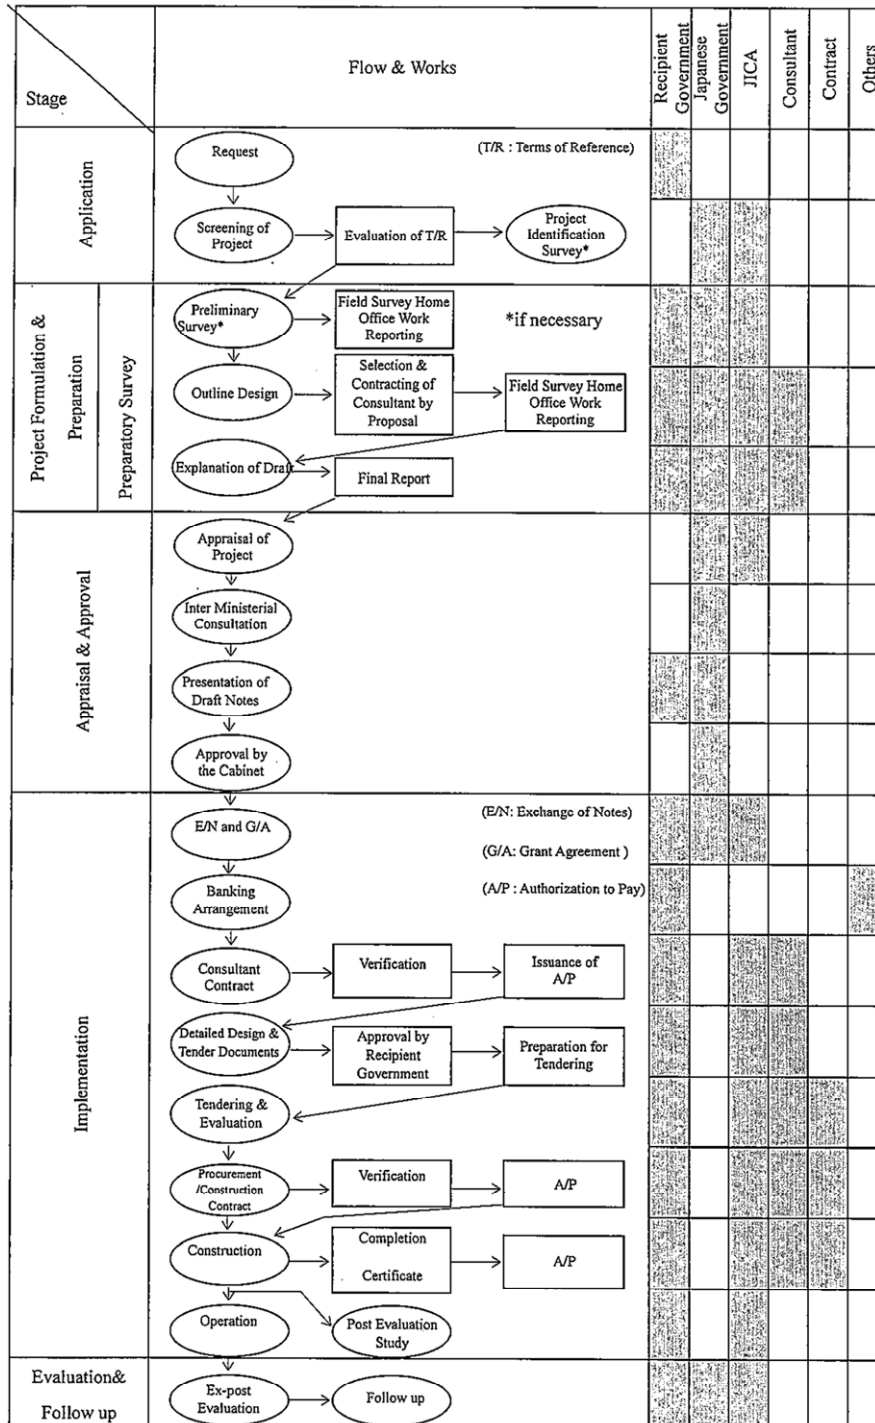 Stage
Flow & Works
Recipient
Government
Japanese
Government
JICA
Consultant
Contract
Others
Application
Request
(T/R : Terms of Reference)
Screening of
Project
Evaluation of T/R
Project
Identification
Survey*
Project Formulation &
Preparation
Preparatory Survey
Preliminary
Survey*
Field Survey Home
Office Work
Reporting
*if necessary
Outline Design
Selection &
Contracting of
Consultant by
Proposal
Field Survey Home
Office Work
Reporting
Explanation of Draft
Final Report
Appraisal & Approval
Appraisal of
Project
Inter Ministerial
Consultation
Presentation of
Draft Notes
Approval by
the Cabinet
Implementation
E/N and G/A
(E/N: Exchange of Notes)
(G/A: Grant Agreement )
(A/P : Authorization to Pay)
Banking
Arrangement
Consultant
Contract
Verification
Issuance of
A/P
Detailed Design &
Tender Documents
Approval by
Recipient
Government
Preparation for
Tendering
Tendering &
Evaluation
Procurement
/Construction
Contract
Verification
A/P
Construction
Completion
Certificate
A/P
Operation
Post Evaluation
Study
Evaluation&
Follow up
Ex-post
Evaluation
Follow up